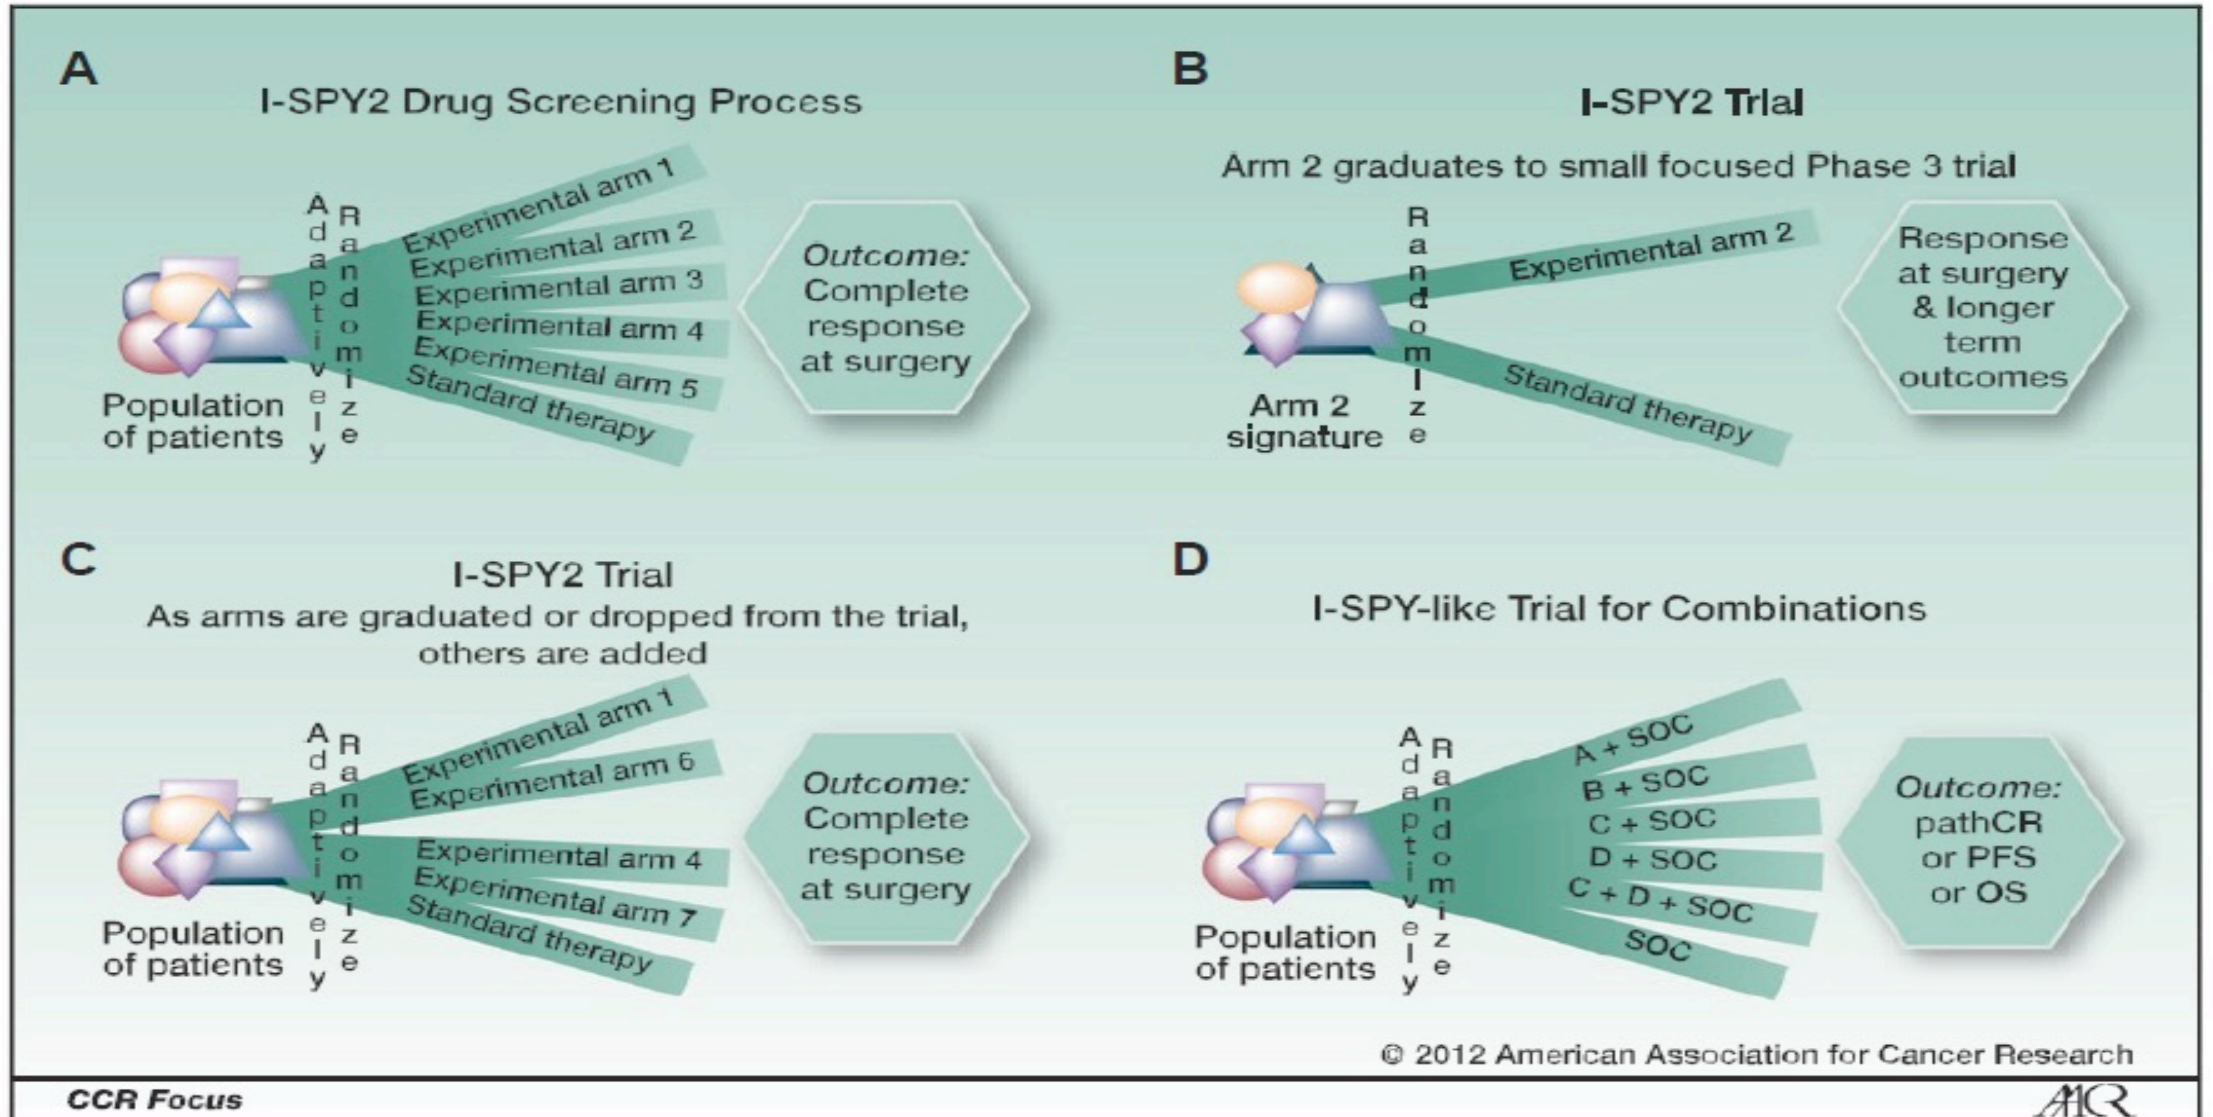 A
I-SPY2 Drug Screening Process
Adaptively
Randomize
Experimental arm 1
Experimental arm 2
Experimental arm 3
Experimental arm 4
Experimental arm 5
Standard therapy
Population
of patients
Outcome:
Complete
response
at surgery
B
I-SPY2 Trial
Arm 2 graduates to small focused Phase 3 trial
Randomize
Experimental arm 2
Standard therapy
Arm 2
signature
Response
at surgery
& longer
term
outcomes
C
I-SPY2 Trial
As arms are graduated or dropped from the trial,
others are added
Adaptively
Randomize
Experimental arm 1
Experimental arm 6
Experimental arm 4
Experimental arm 7
Standard therapy
Population
of patients
Outcome:
Complete
response
at surgery
D
I-SPY-like Trial for Combinations
Adaptively
Randomize
A + SOC
B + SOC
C + SOC
D + SOC
C + D + SOC
SOC
Population
of patients
Outcome:
pathCR
or PFS
or OS
© 2012 American Association for Cancer Research
CCR Focus
AACR